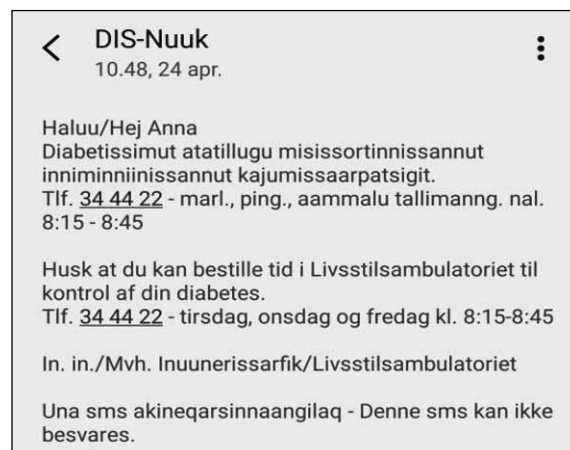 DIS-Nuuk
10.48, 24 apr.
Haluu/Hej Anna
Diabetissimut atatillugu misissortinnissannut
inniminniinissannut kajumissaarpatsigit.
Tlf. 34 44 22 - marl., ping., aammalu tallimanng. nal.
8:15 - 8:45
Husk at du kan bestille tid i Livsstilsambulatoriet til
kontrol af din diabetes.
Tlf. 34 44 22 - tirsdag, onsdag og fredag kl. 8:15-8:45
In. in./Mvh. Inuunerissarfik/Livsstilsambulatoriet
Una sms akineqarsinnaangilaq - Denne sms kan ikke
besvares.